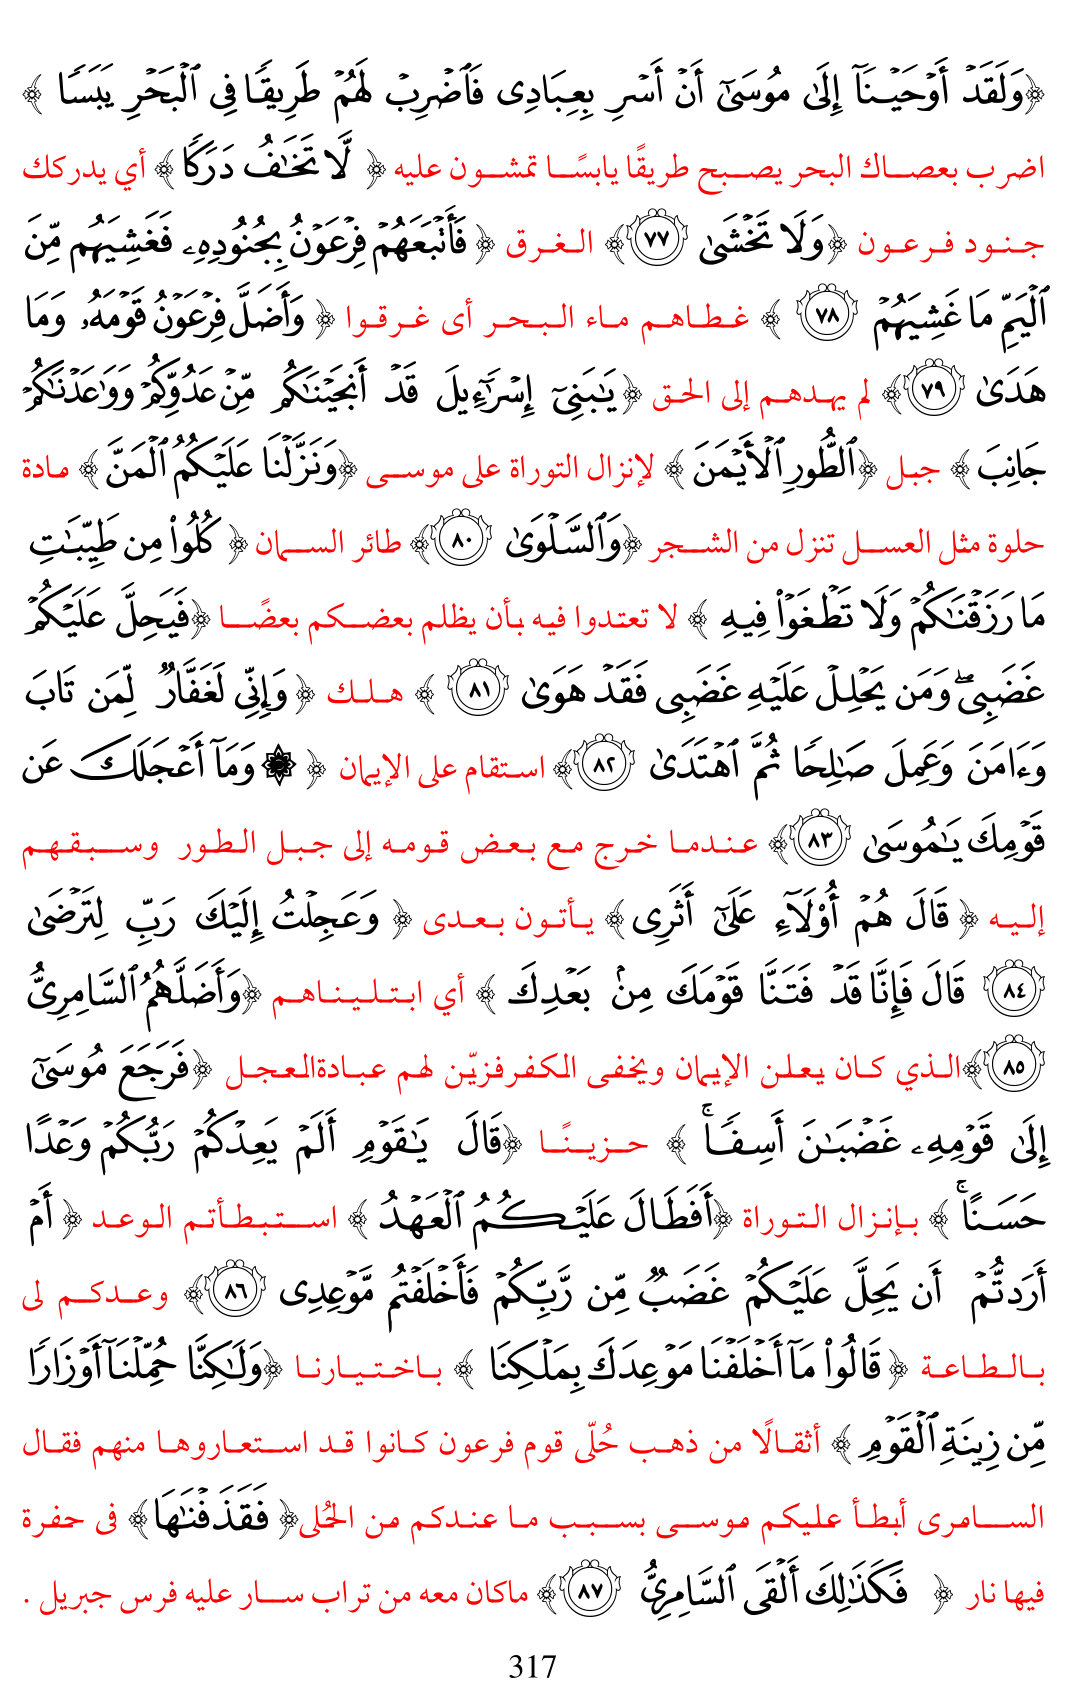 ﴿وَلَقَدۡ أَوۡحَيۡنَآ إِلَىٰ مُوسَىٰٓ أَنۡ أَسۡرِ بِعِبَادِى فَٱضۡرِبۡ لَهُمۡ طَرِيقٗا فِى ٱلۡبَحۡرِ يَبَسٗا ﴾
اضرب بعصاك البحر يصبح طريقًا يابسًا تمشون عليه ﴿ لَّا تَخَٰفُ دَرَكٗا﴾ أي يدركك
جنود فرعون ﴿وَلَا تَخۡشَىٰ ٧٧﴾ الغرق ﴿ فَأَتۡبَعَهُمۡ فِرۡعَوۡنُ بِجُنُودِهِۦ فَغَشِيَهُم مِّنَ
ٱلۡيَمِّ مَا غَشِيَهُمۡ ٧٨ ﴾ غطاهم ماء البحر أى غرقوا ﴿ وَأَضَلَّ فِرۡعَوۡنُ قَوۡمَهُۥ وَمَا
هَدَىٰ ٧٩﴾ لم يهدهم إلى الحق ﴿يَٰبَنِىٓ إِسۡرَٰٓءِيلَ قَدۡ أَنجَيۡنَٰكُم مِّنۡ عَدُوِّكُمۡ وَوَٰعَدۡنَٰكُمۡ
جَانِبَ ﴾ جبل ﴿ٱلطُّورِ ٱلۡأَيۡمَنَ ﴾ لإنزال التوراة على موسى ﴿وَنَزَّلۡنَا عَلَيۡكُمُ ٱلۡمَنَّ ﴾ مادة
حلوة مثل العسل تنزل من الشجر ﴿وَٱلسَّلۡوَىٰ ٨٠﴾ طائر السمان ﴿ كُلُواْ مِن طَيِّبَٰتِ
مَا رَزَقۡنَٰكُمۡ وَلَا تَطۡغَوۡاْ فِيهِ ﴾ لا تعتدوا فيه بأن يظلم بعضكم بعضًا ﴿فَيَحِلَّ عَلَيۡكُمۡ
غَضَبِىۖ وَمَن يَحۡلِلۡ عَلَيۡهِ غَضَبِى فَقَدۡ هَوَىٰ ٨١ ﴾ هلك ﴿ وَإِنِّى لَغَفَّارٞ لِّمَن تَابَ
وَءَامَنَ وَعَمِلَ صَٰلِحٗا ثُمَّ ٱهۡتَدَىٰ ٨٢﴾ استقام على الإيمان ﴿ ۞ وَمَآ أَعۡجَلَكَ عَن
قَوۡمِكَ يَٰمُوسَىٰ ٨٣﴾ عندما خرج مع بعض قومه إلى جبل الطور وسبقهم
إليه ﴿ قَالَ هُمۡ أُوْلَآءِ عَلَىٰٓ أَثَرِى﴾ يأتون بعدى ﴿ وَعَجِلۡتُ إِلَيۡكَ رَبِّ لِتَرۡضَىٰ
٨٤ قَالَ فَإِنَّا قَدۡ فَتَنَّا قَوۡمَكَ مِنۢ بَعۡدِكَ ﴾ أي ابتليناهم ﴿وَأَضَلَّهُمُ ٱلسَّامِرِىُّ
٨٥﴾الذي كان يعلن الإيمان ويخفى الكفرفزيّن لهم عبادةالعجل ﴿فَرَجَعَ مُوسَىٰٓ
إِلَىٰ قَوۡمِهِۦ غَضۡبَٰنَ أَسِفٗاۚ ﴾ حزينًا ﴿قَالَ يَٰقَوۡمِ أَلَمۡ يَعِدۡكُمۡ رَبُّكُمۡ وَعۡدًا
حَسَنًاۚ ﴾ بإنزال التوراة ﴿أَفَطَالَ عَلَيۡكُمُ ٱلۡعَهۡدُ ﴾ استبطأتم الوعد ﴿ أَمۡ
أَرَدتُّمۡ أَن يَحِلَّ عَلَيۡكُمۡ غَضَبٞ مِّن رَّبِّكُمۡ فَأَخۡلَفۡتُم مَّوۡعِدِى ٨٦﴾ وعدكم لى
بالطاعة ﴿ قَالُواْ مَآ أَخۡلَفۡنَا مَوۡعِدَكَ بِمَلۡكِنَا ﴾ باختيارنا ﴿وَلَٰكِنَّا حُمِّلۡنَآ أَوۡزَارٗا
مِّن زِينَةِ ٱلۡقَوۡمِ ﴾ أثقالًا من ذهب حُلّى قوم فرعون كانوا قد استعاروها منهم فقال
السامرى أبطأ عليكم موسى بسبب ما عندكم من الحُلى﴿ فَقَذَفۡنَٰهَا﴾ فى حفرة
فيها نار ﴿ فَكَذَٰلِكَ أَلۡقَى ٱلسَّامِرِىُّ ٨٧﴾ ماكان معه من تراب سار عليه فرس جبريل .
317